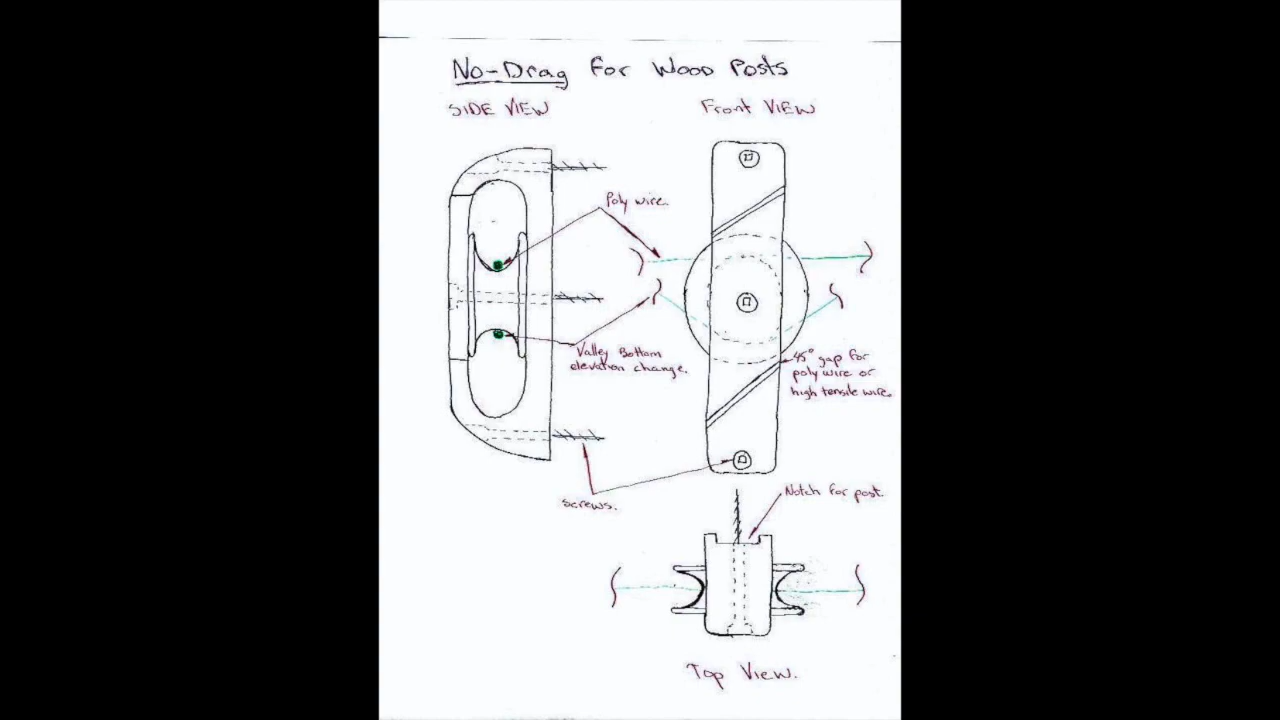 No-Drag For Wood Posts
SIDE VIEW
Front VIEW
Poly wire.
Valley Bottom
elevation change.
45° gap for
poly wire or
high tensile wire.
screws.
Notch for post.
Top View.